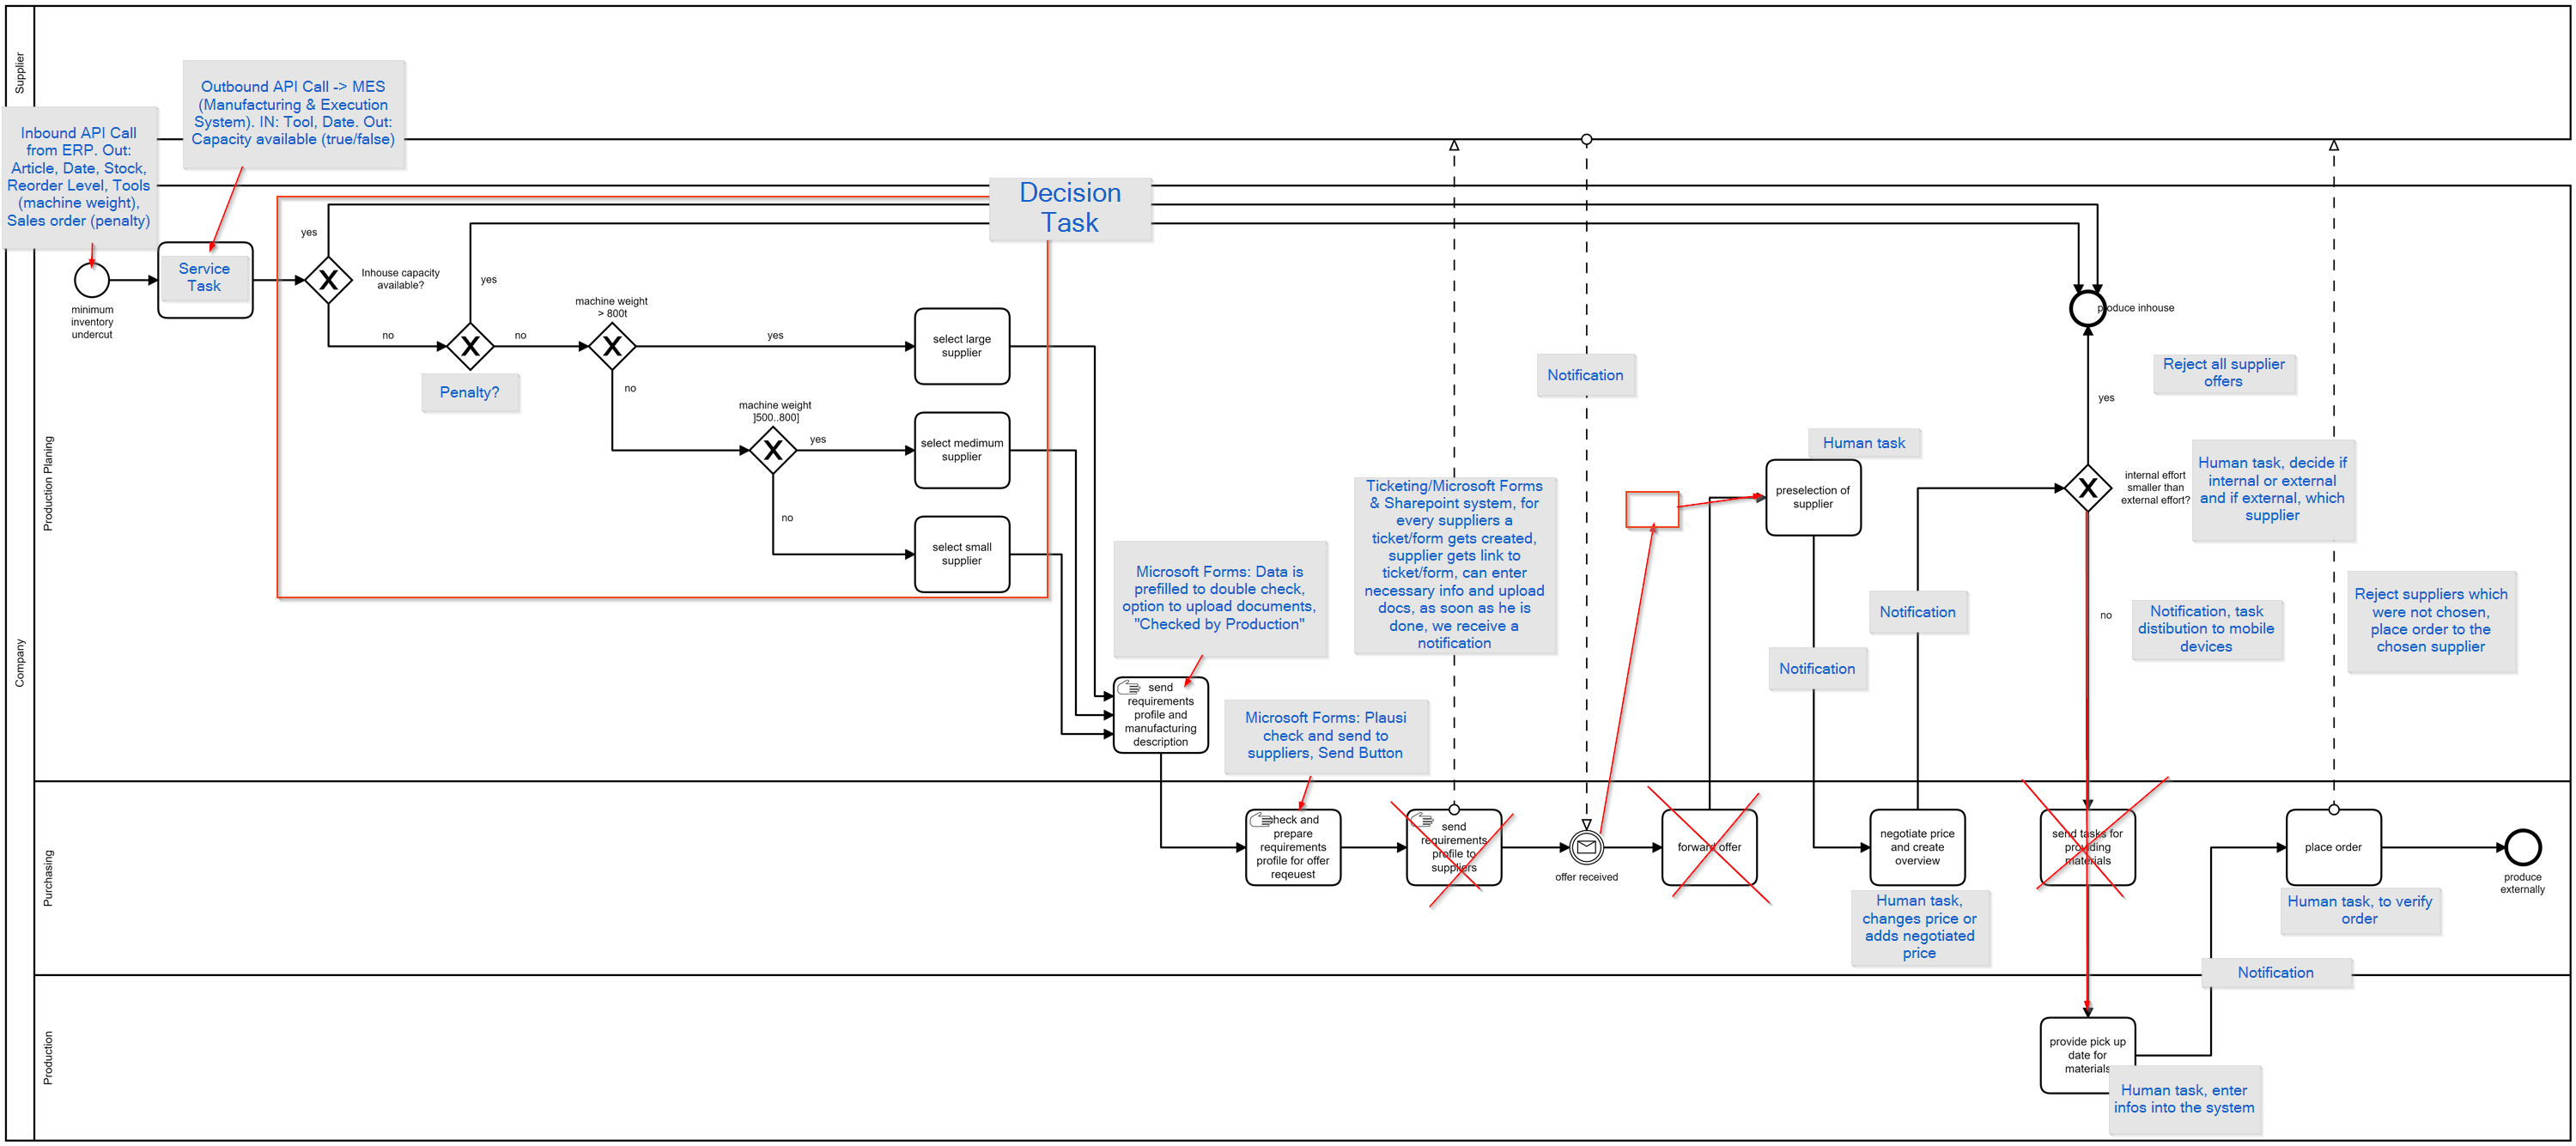 Supplier
Outbound API Call -> MES
(Manufacturing & Execution
System). IN: Tool, Date. Out:
Capacity available (true/false)
Inbound API Call
from ERP. Out:
Article, Date, Stock,
Reorder Level, Tools
(machine weight),
Sales order (penalty)
Company
Production Planing
minimum
inventory
undercut
Service
Task
Decision
Task
yes
Inhouse capacity
available?
no
yes
Penalty?
no
machine weight
> 800t
yes
no
machine weight
]500..800]
yes
no
select large
supplier
select medimum
supplier
select small
supplier
Microsoft Forms: Data is
prefilled to double check,
option to upload documents,
"Checked by Production"
send
requirements
profile and
manufacturing
description
Microsoft Forms: Plausi
check and send to
suppliers, Send Button
Ticketing/Microsoft Forms
& Sharepoint system, for
every suppliers a
ticket/form gets created,
supplier gets link to
ticket/form, can enter
necessary info and upload
docs, as soon as he is
done, we receive a
notification
Notification
Human task
preselection of
supplier
Notification
Notification
produce inhouse
Reject all supplier
offers
yes
internal effort
smaller than
external effort?
Human task, decide if
internal or external
and if external, which
supplier
no
Notification, task
distibution to mobile
devices
Reject suppliers which
were not chosen,
place order to the
chosen supplier
Purchasing
heck and
prepare
requirements
profile for offer
reqeuest
send
requirements
profile to
suppliers
offer received
forward offer
negotiate price
and create
overview
Human task,
changes price or
adds negotiated
price
send tasks for
providing
materials
place order
Human task, to verify
order
produce
externally
Notification
Production
provide pick up
date for
materials
Human task, enter
infos into the system